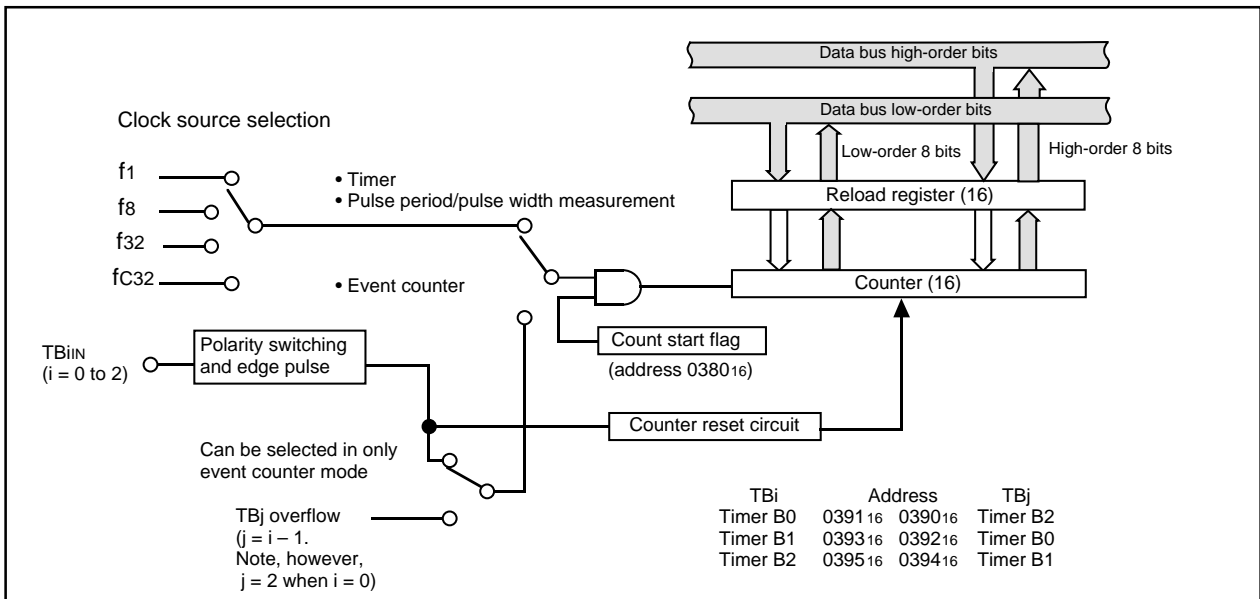 Data bus high-order bits
Data bus low-order bits
Clock source selection
Low-order 8 bits
High-order 8 bits
f1
• Timer
• Pulse period/pulse width measurement
Reload register (16)
f8
f32
fC32
• Event counter
Counter (16)
TBiIN
(i = 0 to 2)
Polarity switching
and edge pulse
Count start flag
(address 038016)
Counter reset circuit
Can be selected in only
event counter mode
TBj overflow
(j = i – 1.
Note, however,
j = 2 when i = 0)
TBi Address TBj
Timer B0 039116 039016 Timer B2
Timer B1 039316 039216 Timer B0
Timer B2 039516 039416 Timer B1